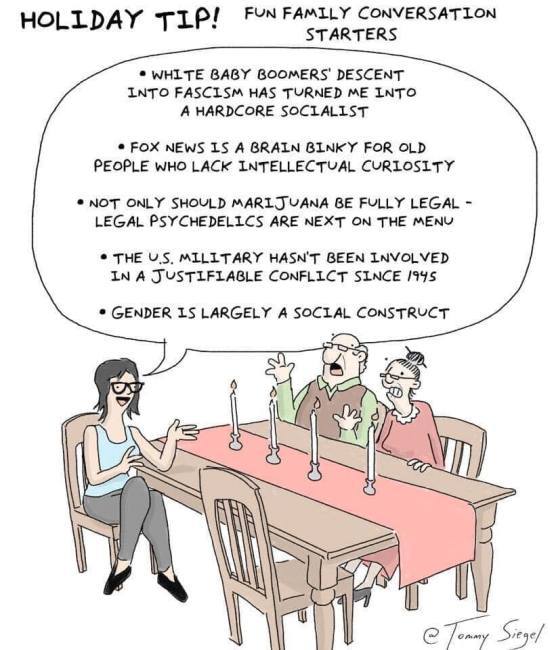 HOLIDAY TIP! FUN FAMILY CONVERSATION
STARTERS
• WHITE BABY BOOMERS' DESCENT
INTO FASCISM HAS TURNED ME INTO
A HARDCORE SOCIALIST
• FOX NEWS IS A BRAIN BINKY FOR OLD
PEOPLE WHO LACK INTELLECTUAL CURIOSITY
• NOT ONLY SHOULD MARIJUANA BE FULLY LEGAL -
LEGAL PSYCHEDELICS ARE NEXT ON THE MENU
• THE U.S. MILITARY HASN'T BEEN INVOLVED
IN A JUSTIFIABLE CONFLICT SINCE 1945
• GENDER IS LARGELY A SOCIAL CONSTRUCT
@ Tommy Siegel